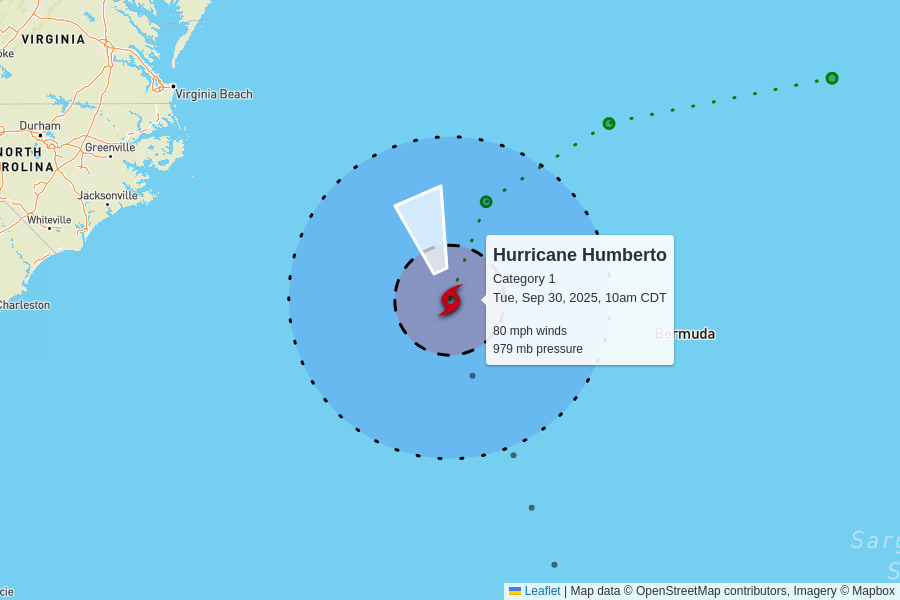 VIRGINIA
oke
Virginia Beach
Durham
Greenville
NORTH
ROLINA
Jacksonville
Whiteville
Charleston
Hurricane Humberto
Category 1
Tue, Sep 30, 2025, 10am CDT
80 mph winds
979 mb pressure
Bermuda
Sarg
S
cie
Leaflet | Map data © OpenStreetMap contributors, Imagery © Mapbox